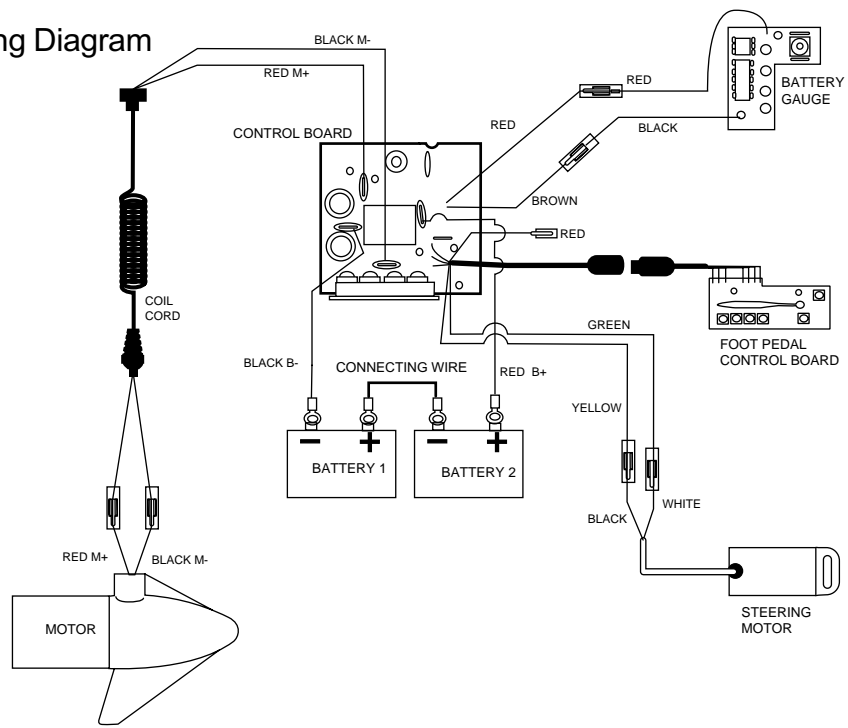 ng Diagram
BLACK M-
RED M+
CONTROL BOARD
RED
BATTERY
GAUGE
RED
BLACK
BROWN
RED
COIL
CORD
GREEN
FOOT PEDAL
CONTROL BOARD
BLACK B-
CONNECTING WIRE
RED B+
YELLOW
BATTERY 1
BATTERY 2
WHITE
BLACK
RED M+
BLACK M-
MOTOR
STEERING
MOTOR